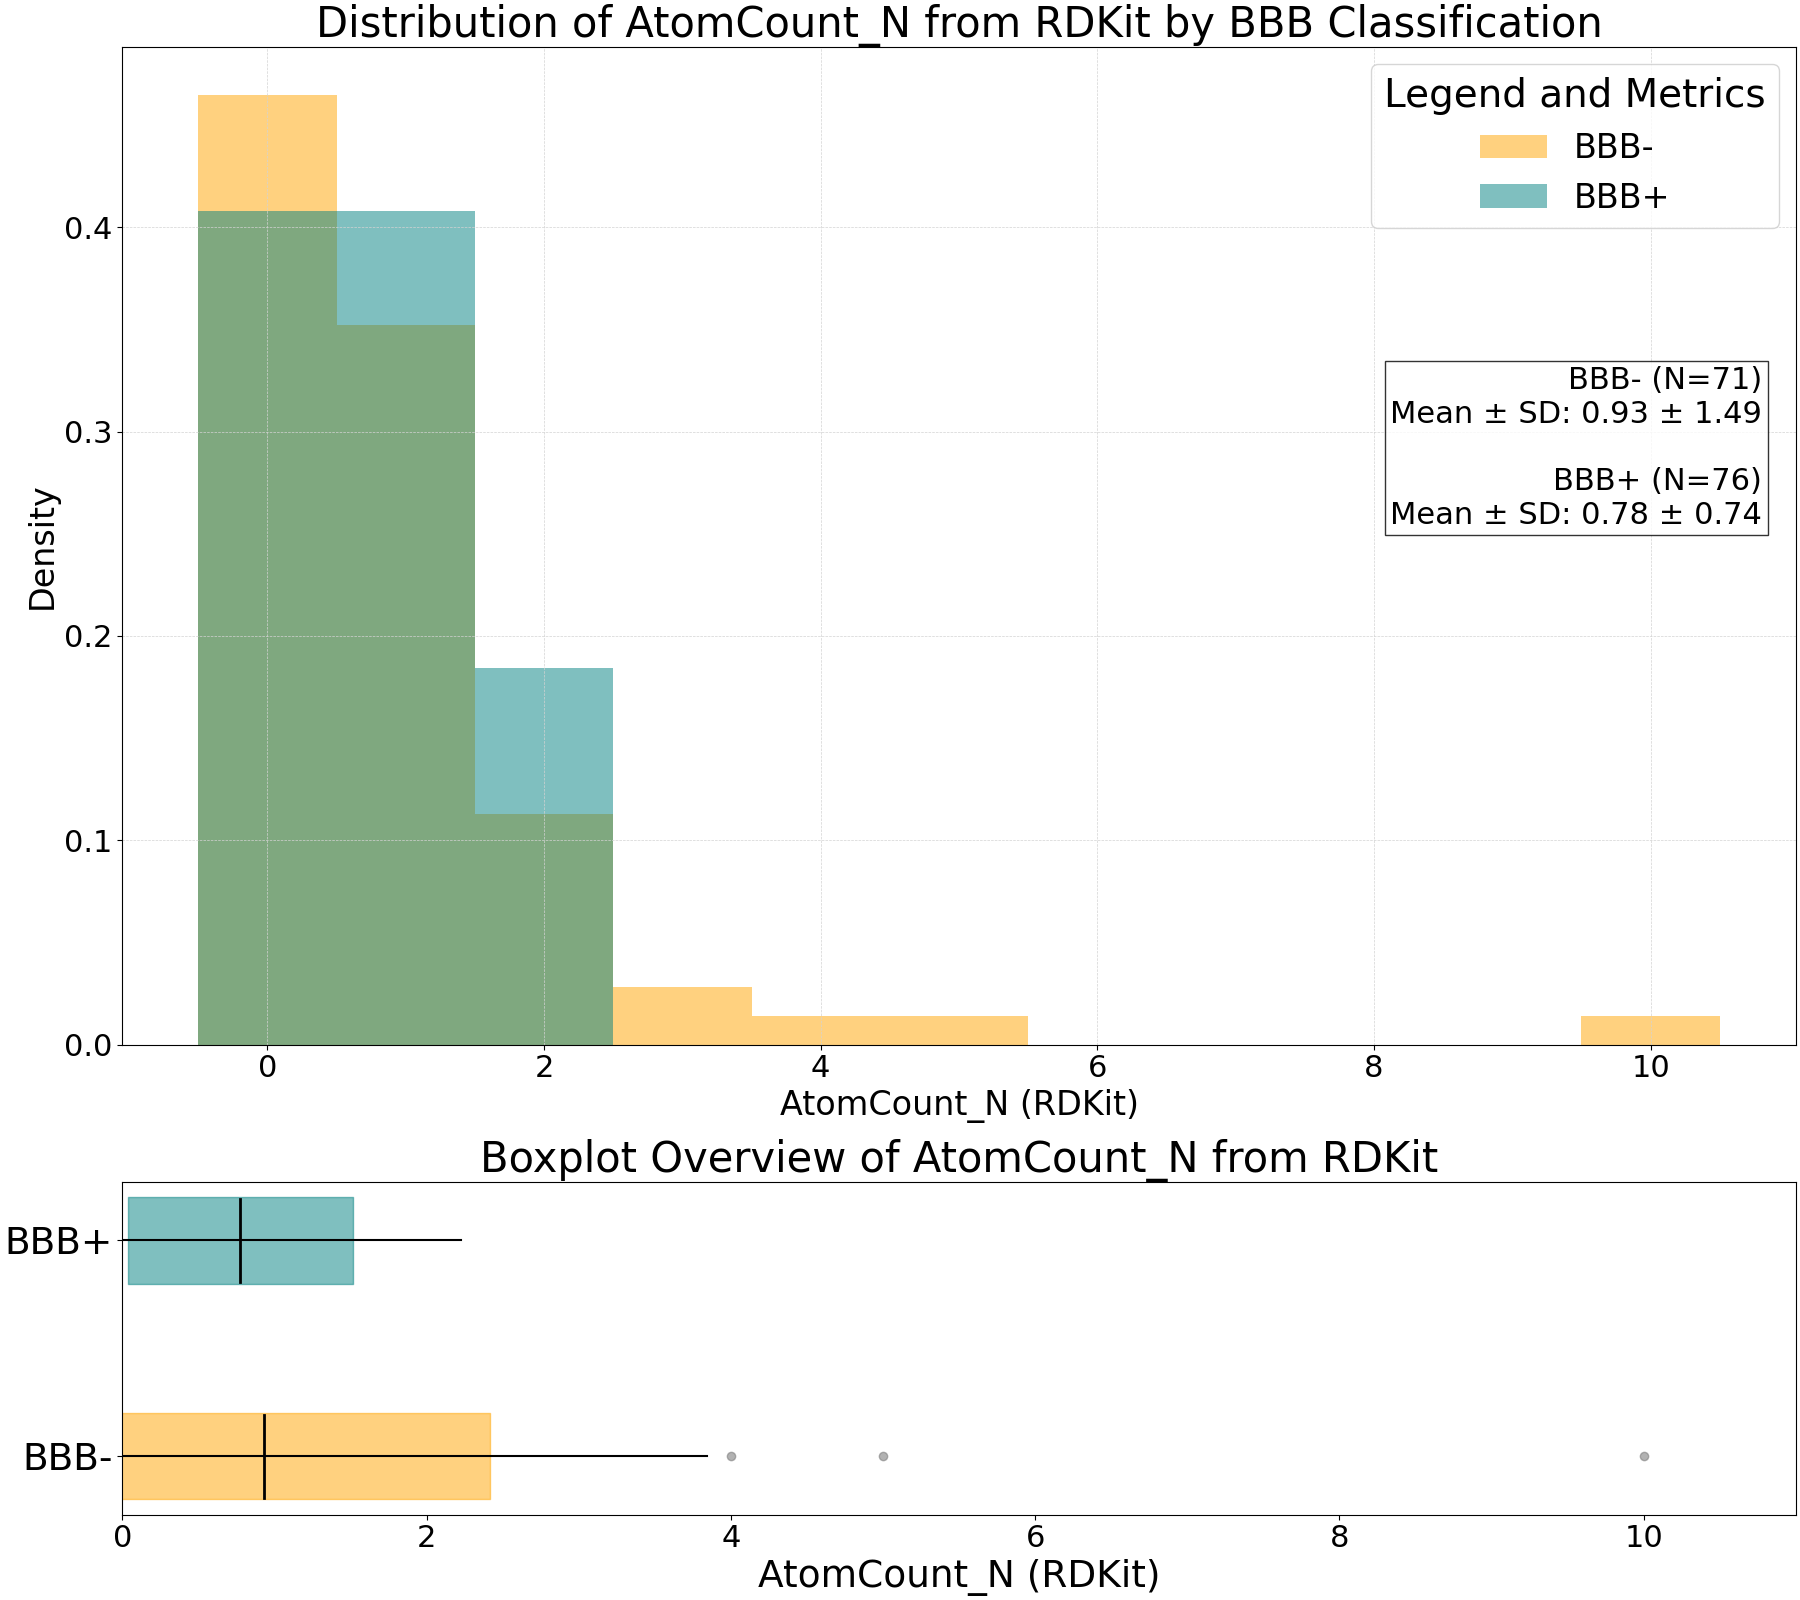 Distribution of AtomCount_N from RDKit by BBB Classification
Legend and Metrics
BBB-
BBB+
BBB- (N=71)
Mean ± SD: 0.93 ± 1.49
BBB+ (N=76)
Mean ± SD: 0.78 ± 0.74
Density
0.4
0.3
0.2
0.1
0.0
0 2 4 6 8 10
AtomCount_N (RDKit)
Boxplot Overview of AtomCount_N from RDKit
BBB+
BBB-
0 2 4 6 8 10
AtomCount_N (RDKit)